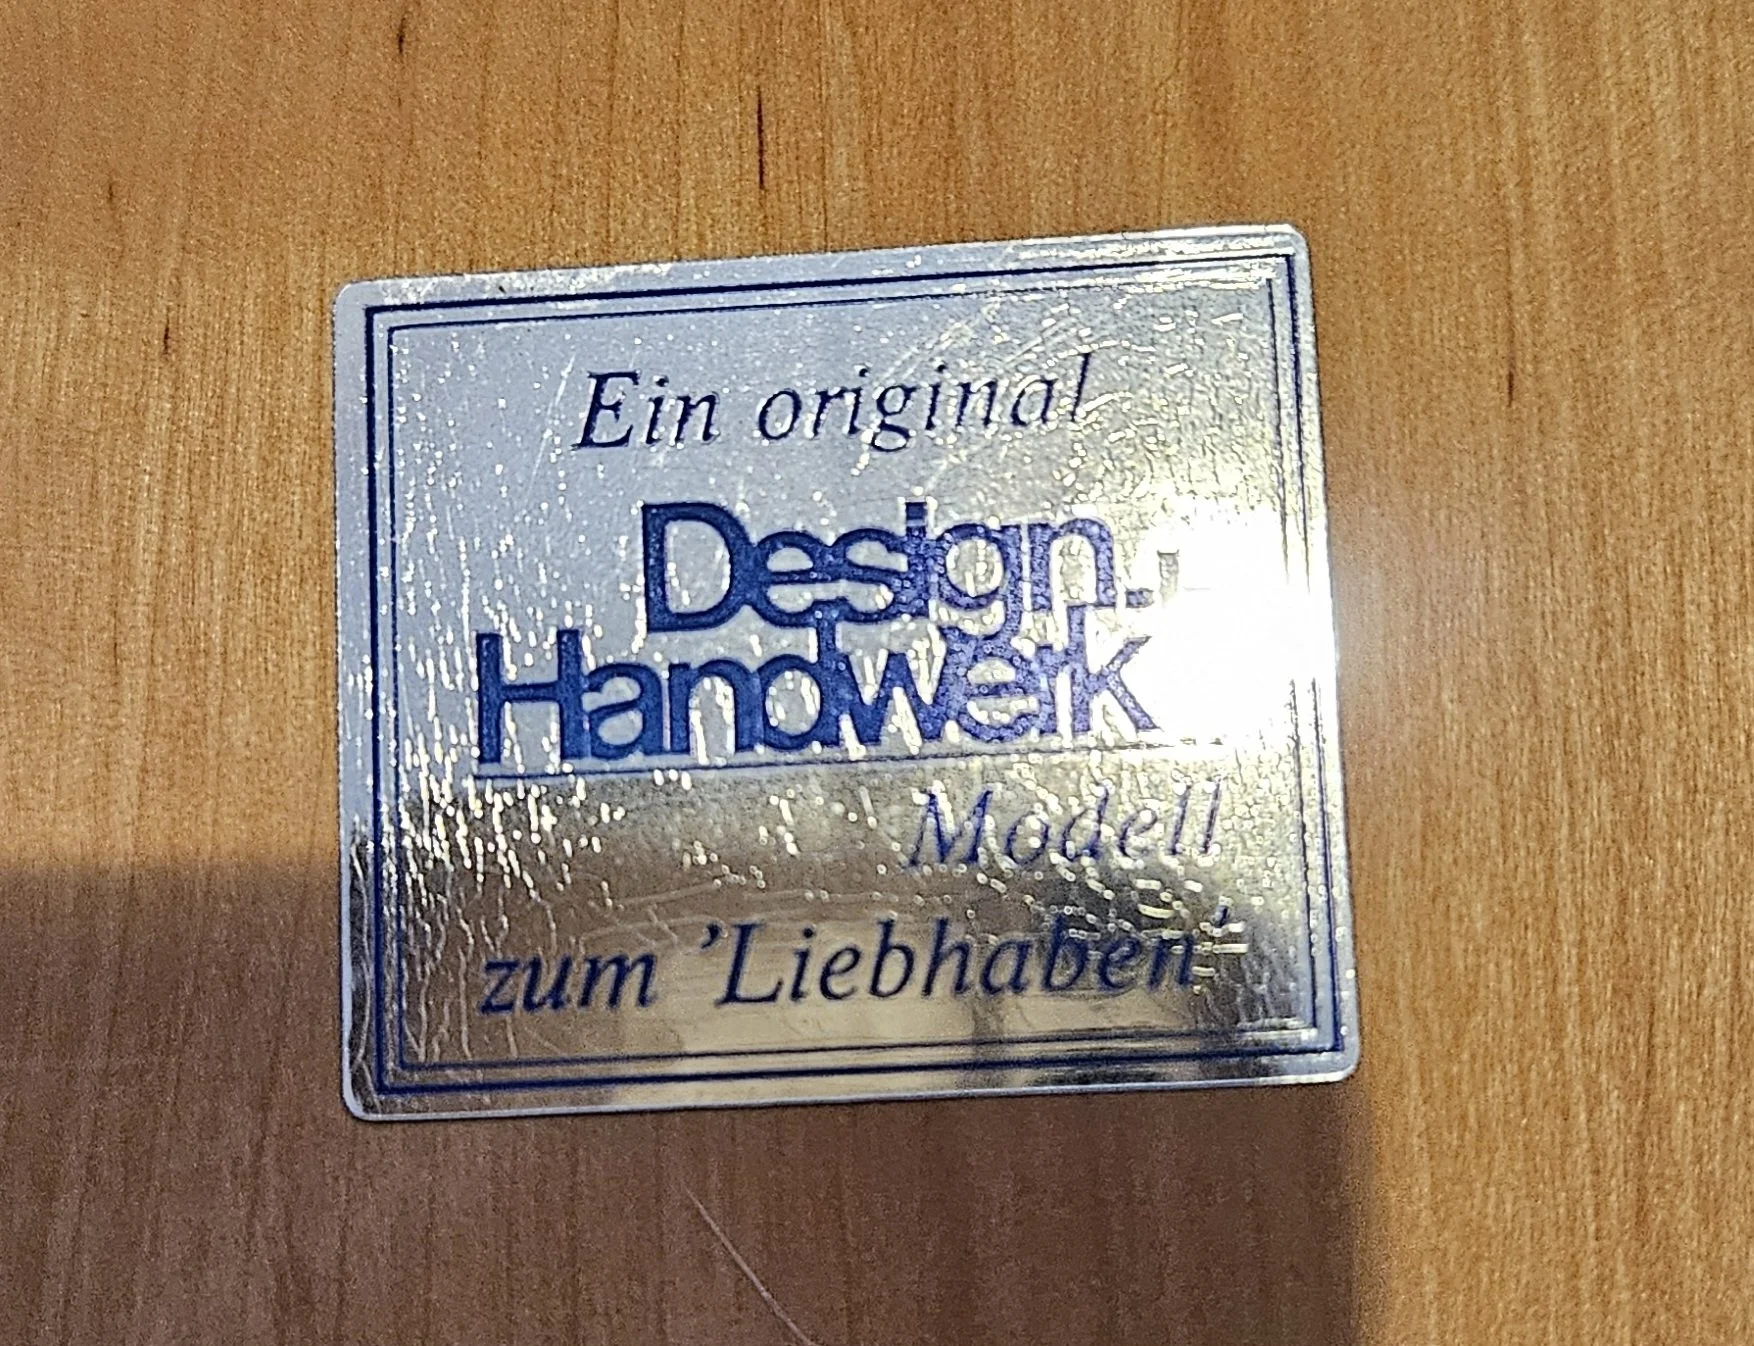 Ein original
Design
Handwerk
Modell
zum 'Liebhaben'